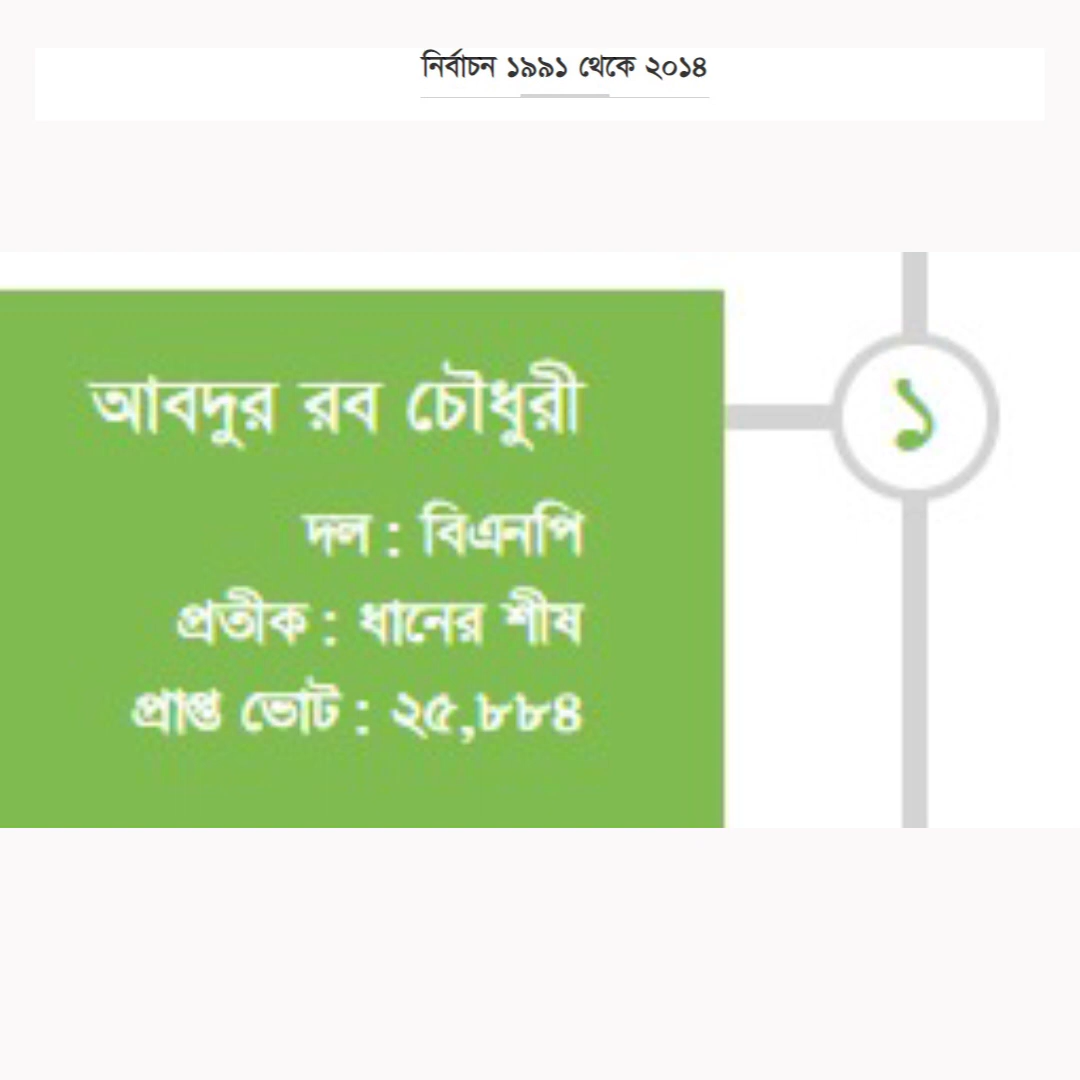 নির্বাচন ১৯৯১ থেকে ২০১৪
আবদুর রব চৌধুরী
১
দল : বিএনপি
প্রতীক : ধানের শীষ
প্রাপ্ত ভোট : ২৫,৮৮৪